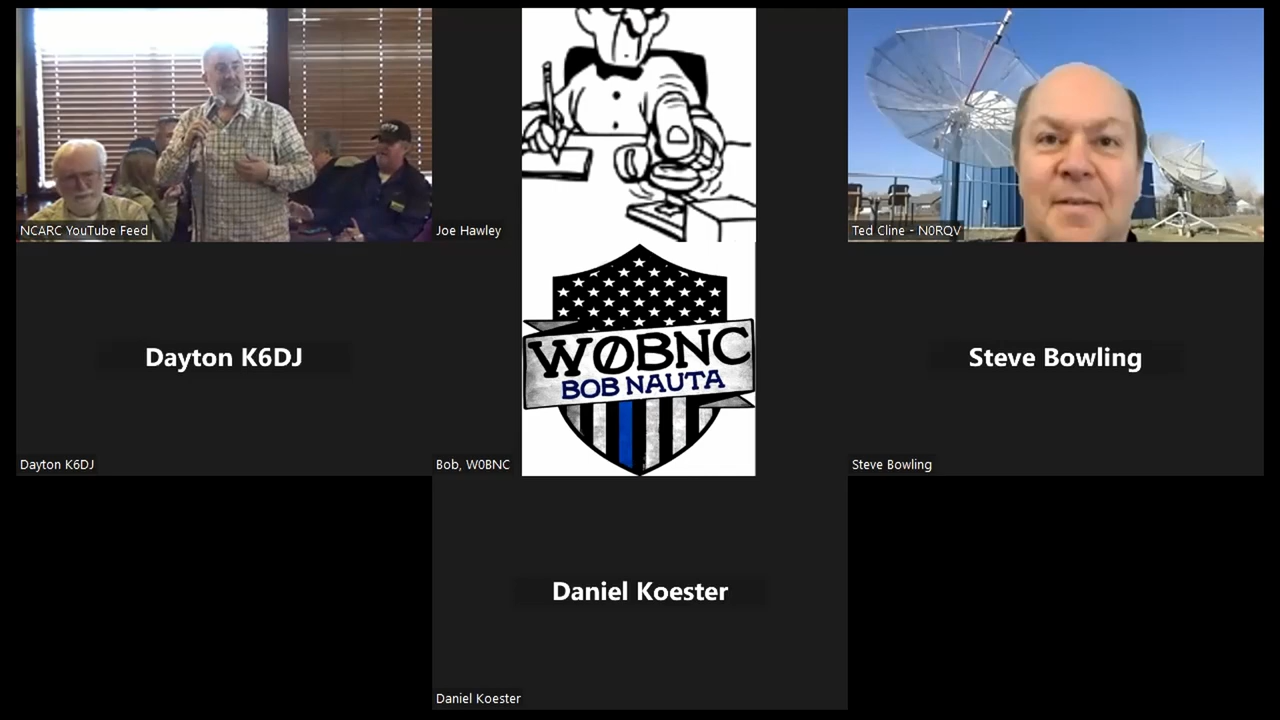 NCARC YouTube Feed
Joe Hawley
Ted Cline - N0RQV
Dayton K6DJ
Dayton K6DJ
WØBNC
BOB NAUTA
Bob, W0BNC
Steve Bowling
Steve Bowling
Daniel Koester
Daniel Koester